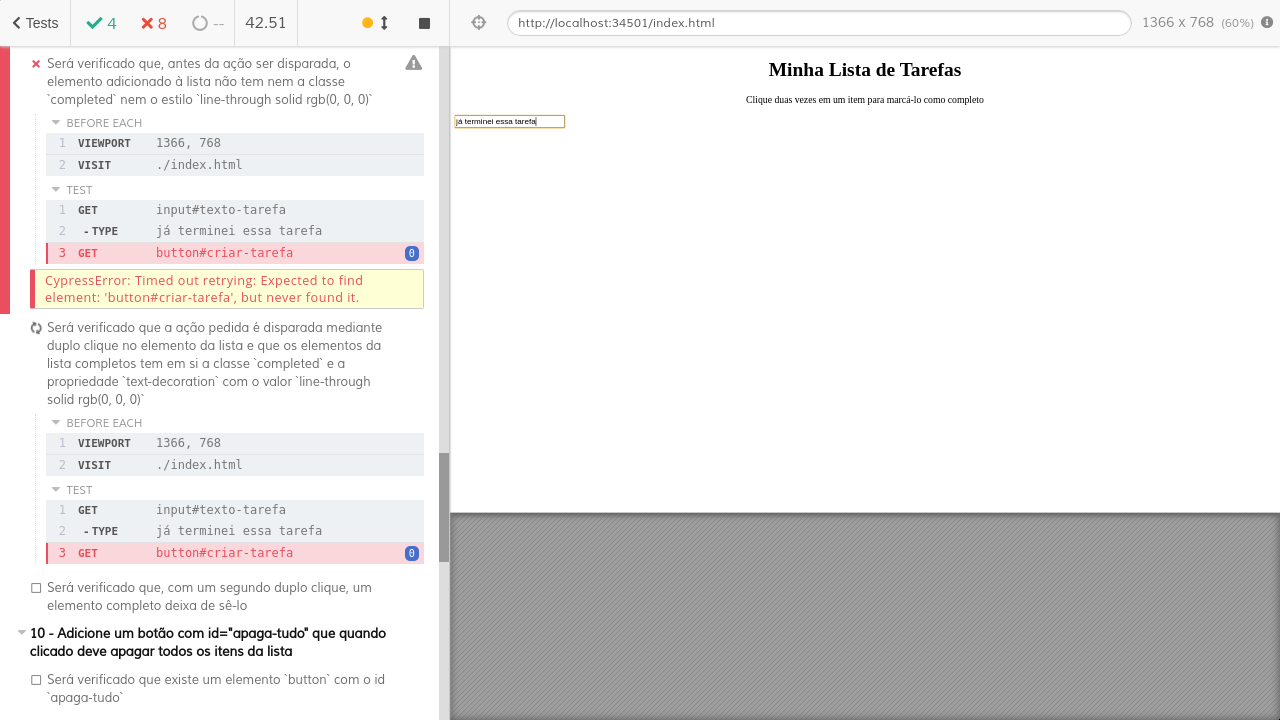 Tests
4
8
--
42.51
http://localhost:34501/index.html
1366 x 768 (60%)
Será verificado que, antes da ação ser disparada, o
elemento adicionado à lista não tem nem a classe
`completed` nem o estilo `line-through solid rgb(0, 0, 0)`
BEFORE EACH
1 VIEWPORT 1366, 768
2 VISIT ./index.html
TEST
1 GET input#texto-tarefa
2 -TYPE já terminei essa tarefa
3 GET button#criar-tarefa 0
CypressError: Timed out retrying: Expected to find
element: 'button#criar-tarefa', but never found it.
Será verificado que a ação pedida é disparada mediante
duplo clique no elemento da lista e que os elementos da
lista completos tem em si a classe `completed` e a
propriedade `text-decoration` com o valor `line-through
solid rgb(0, 0, 0)`
BEFORE EACH
1 VIEWPORT 1366, 768
2 VISIT ./index.html
TEST
1 GET input#texto-tarefa
2 -TYPE já terminei essa tarefa
3 GET button#criar-tarefa 0
Será verificado que, com um segundo duplo clique, um
elemento completo deixa de sê-lo
10 - Adicione um botão com id="apaga-tudo" que quando
clicado deve apagar todos os itens da lista
Será verificado que existe um elemento `button` com o id
`apaga-tudo`
Minha Lista de Tarefas
Clique duas vezes em um item para marcá-lo como completo
já terminei essa tarefa